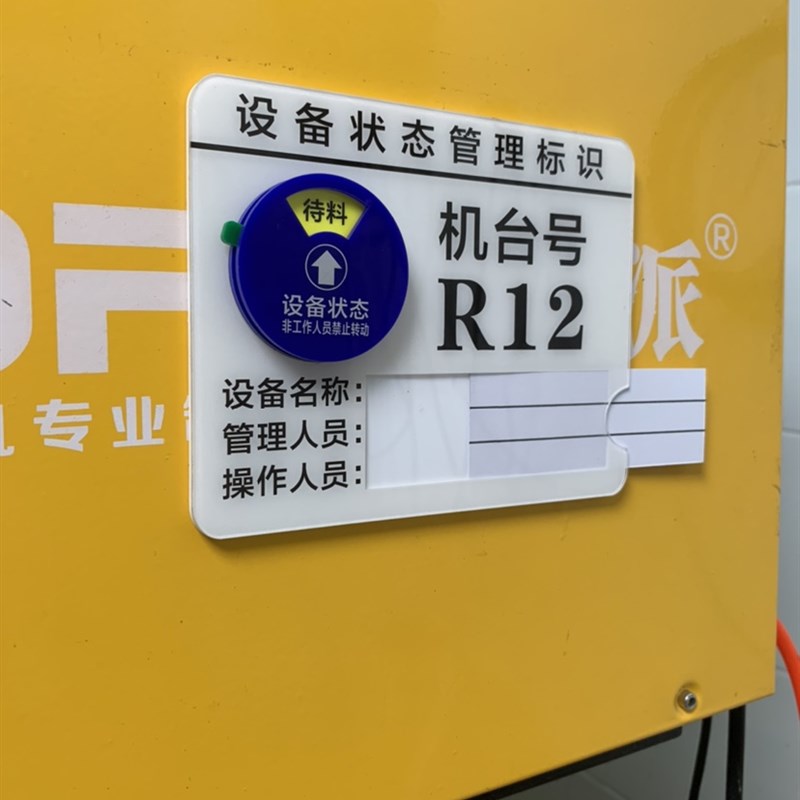 设备状态管理标识
待料
设备状态
非工作人员禁止转动
机台号
R12
设备名称:
管理人员:
操作人员:
派®
专业